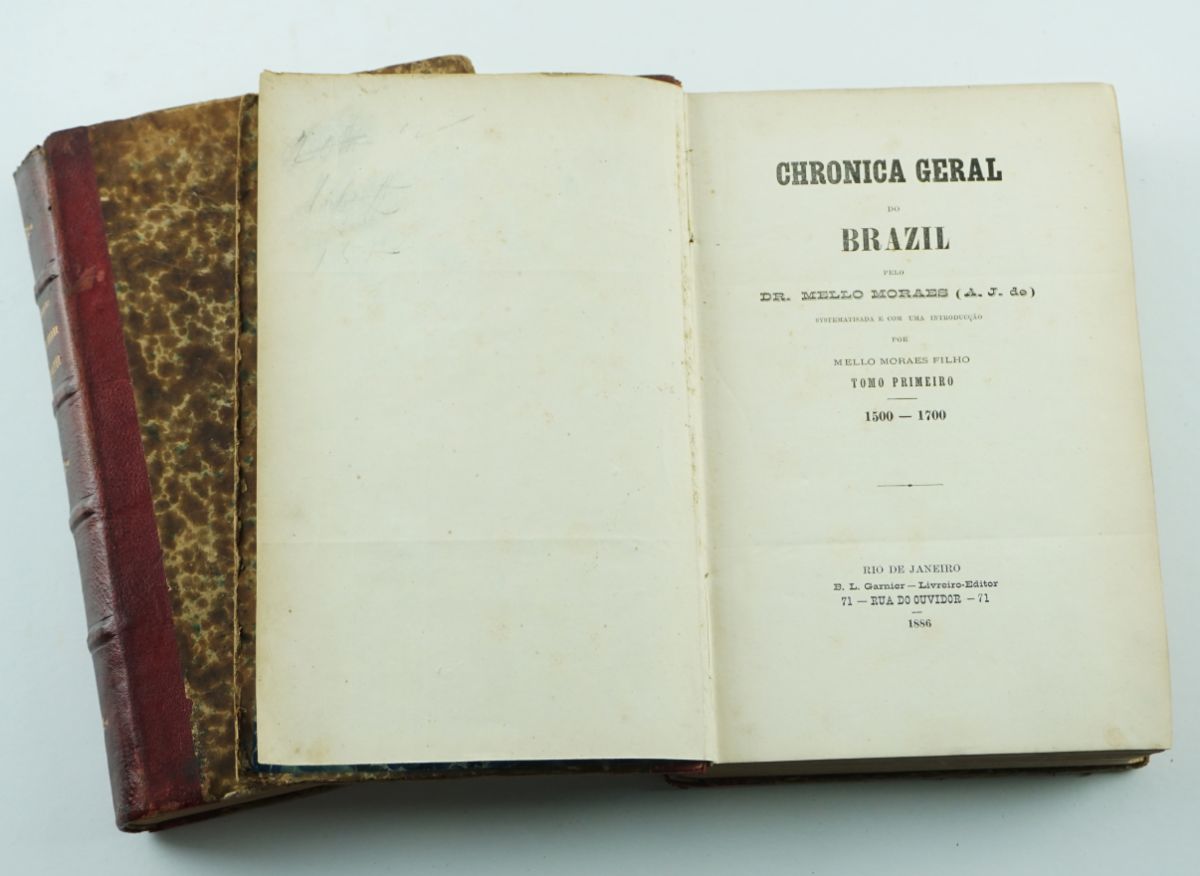 CHRONICA GERAL
DO
BRAZIL
PELO
DR. MELLO MORAES (A. J. de)
SYSTEMATISADA E COM UMA INTRODUCÇÃO
POR
MELLO MORAES FILHO
TOMO PRIMEIRO
1500 — 1700
RIO DE JANEIRO
B. L. Garnier — Livreiro-Editor
71 — RUA DO OUVIDOR — 71
1886